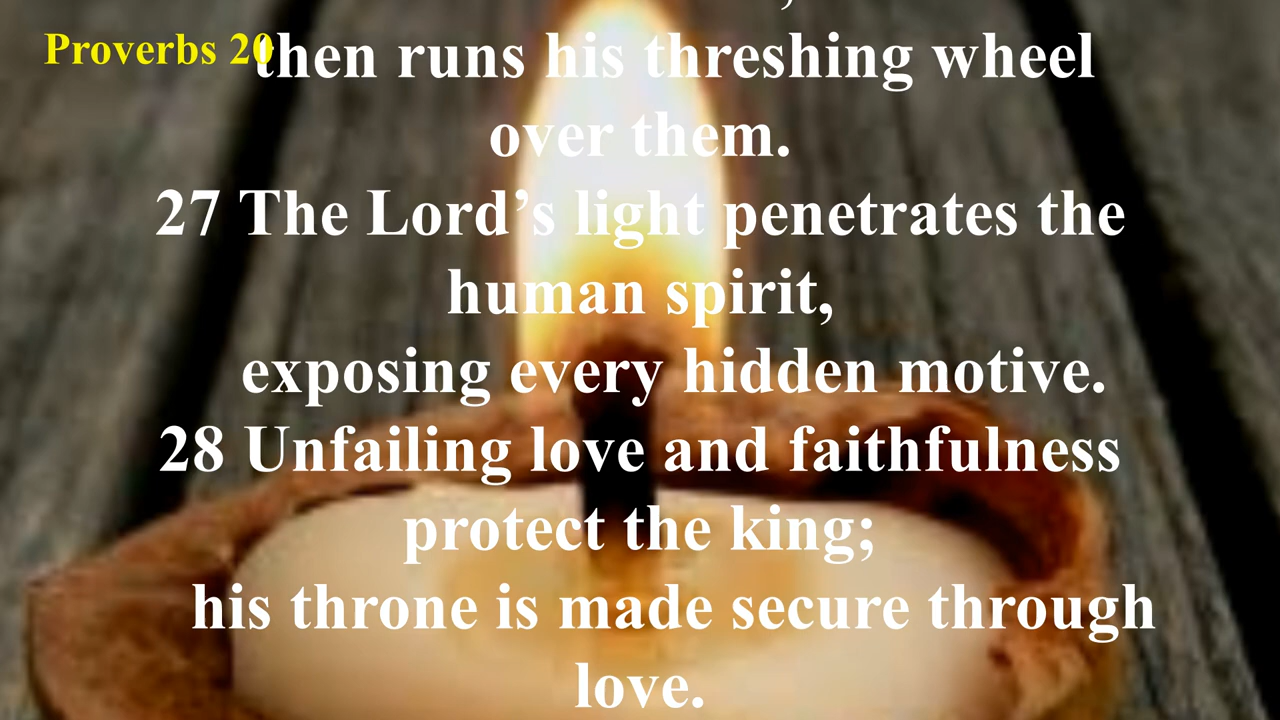 Proverbs 20
then runs his threshing wheel
over them.
27 The Lord’s light penetrates the
human spirit,
exposing every hidden motive.
28 Unfailing love and faithfulness
protect the king;
his throne is made secure through
love.